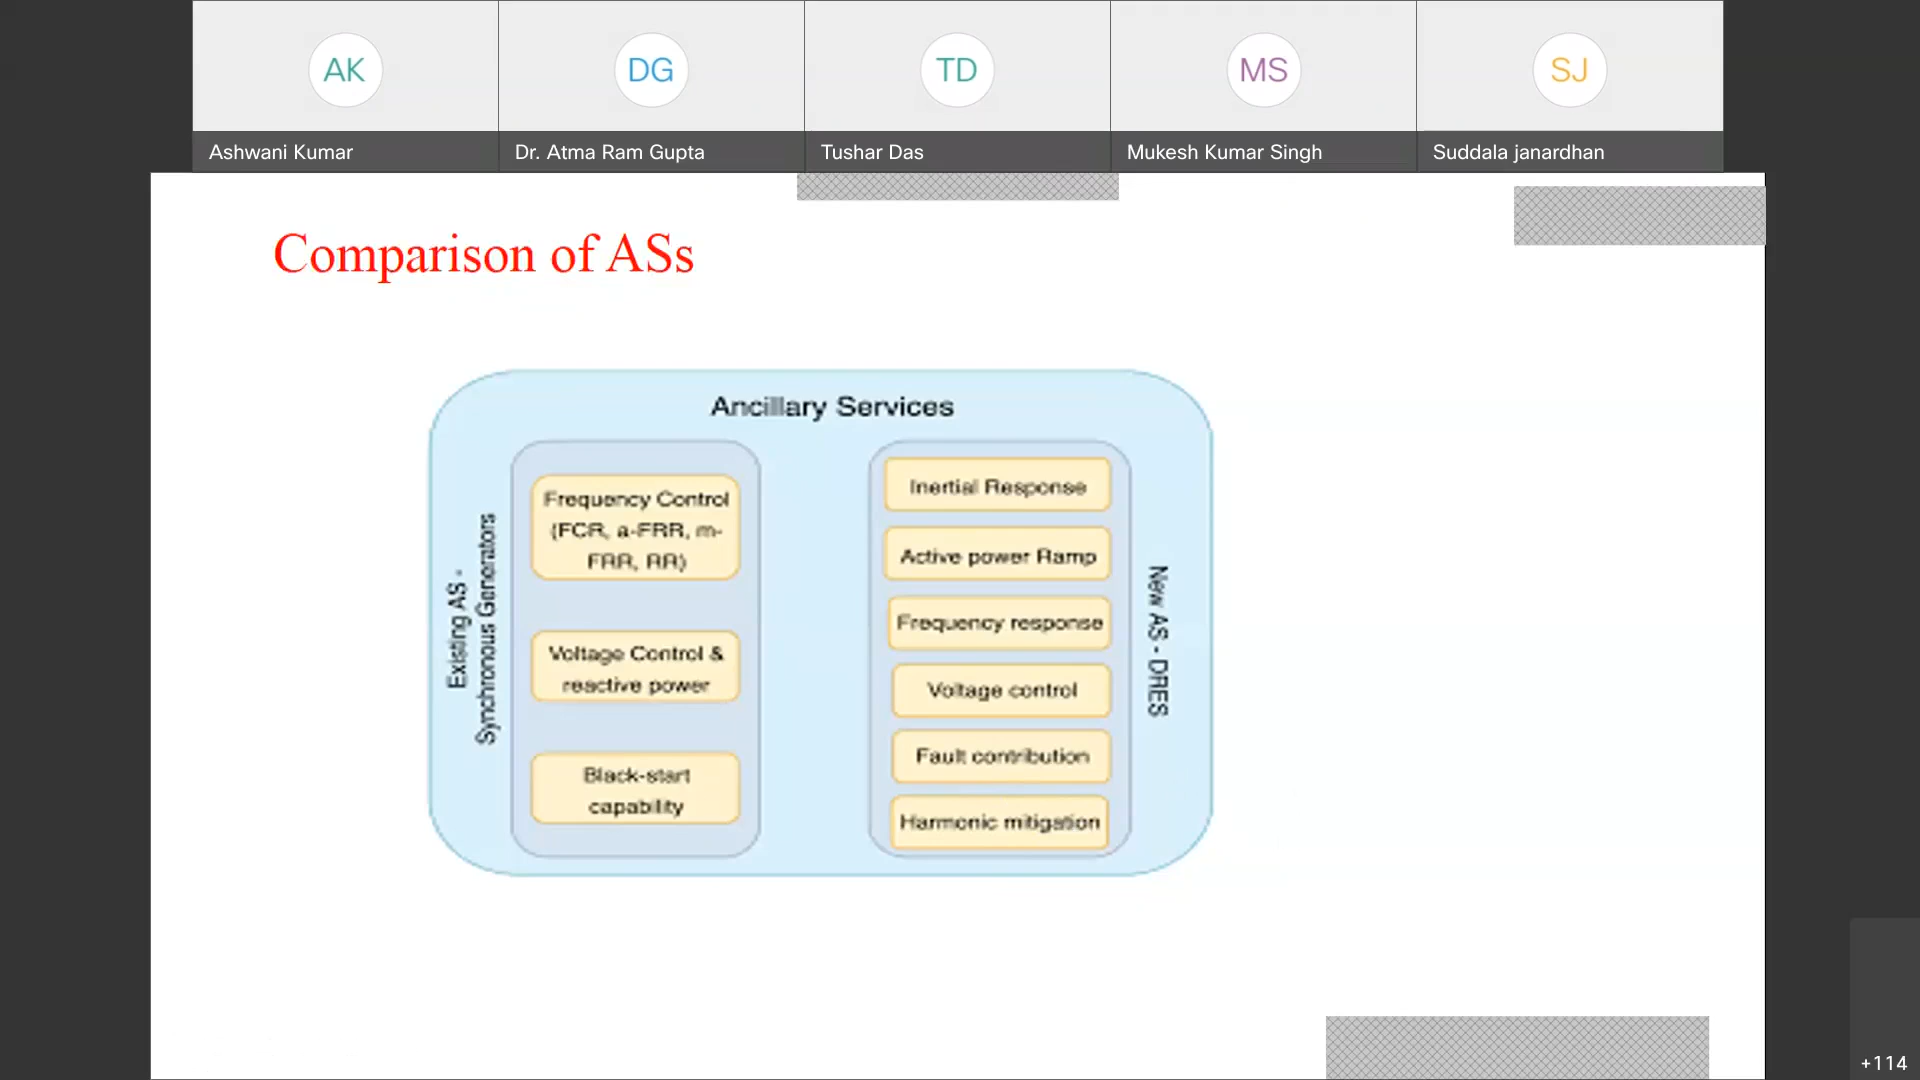 AK
DG
TD
MS
SJ
Ashwani Kumar
Dr. Atma Ram Gupta
Tushar Das
Mukesh Kumar Singh
Suddala janardhan
Comparison of ASs
Ancillary Services
Existing AS -
Synchronous Generators
Frequency Control
(FCR, a-FRR, m-
FRR, RR)
Voltage Control &
reactive power
Black-start
capability
Inertial Response
Active power Ramp
Frequency response
Voltage control
Fault contribution
Harmonic mitigation
New AS - DRES
+114